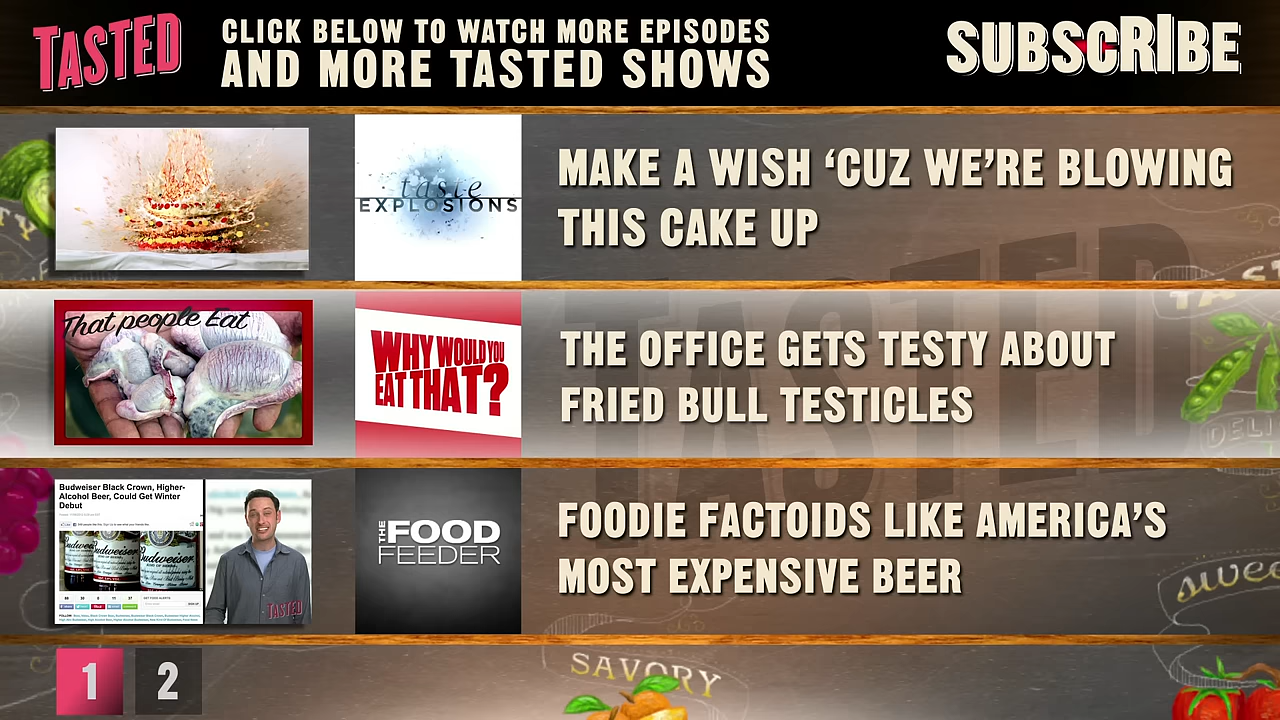 TASTED
CLICK BELOW TO WATCH MORE EPISODES
AND MORE TASTED SHOWS
SUBSCRIBE
taste
EXPLOSIONS
MAKE A WISH ‘CUZ WE’RE BLOWING
THIS CAKE UP
That people Eat
WHY WOULD YOU
EAT THAT?
THE OFFICE GETS TESTY ABOUT
FRIED BULL TESTICLES
Budweiser Black Crown, Higher-
Alcohol Beer, Could Get Winter
Debut
Budweiser
TASTED
THE FOOD
FEEDER
FOODIE FACTOIDS LIKE AMERICA’S
MOST EXPENSIVE BEER
TASTED
SAVORY
1
2